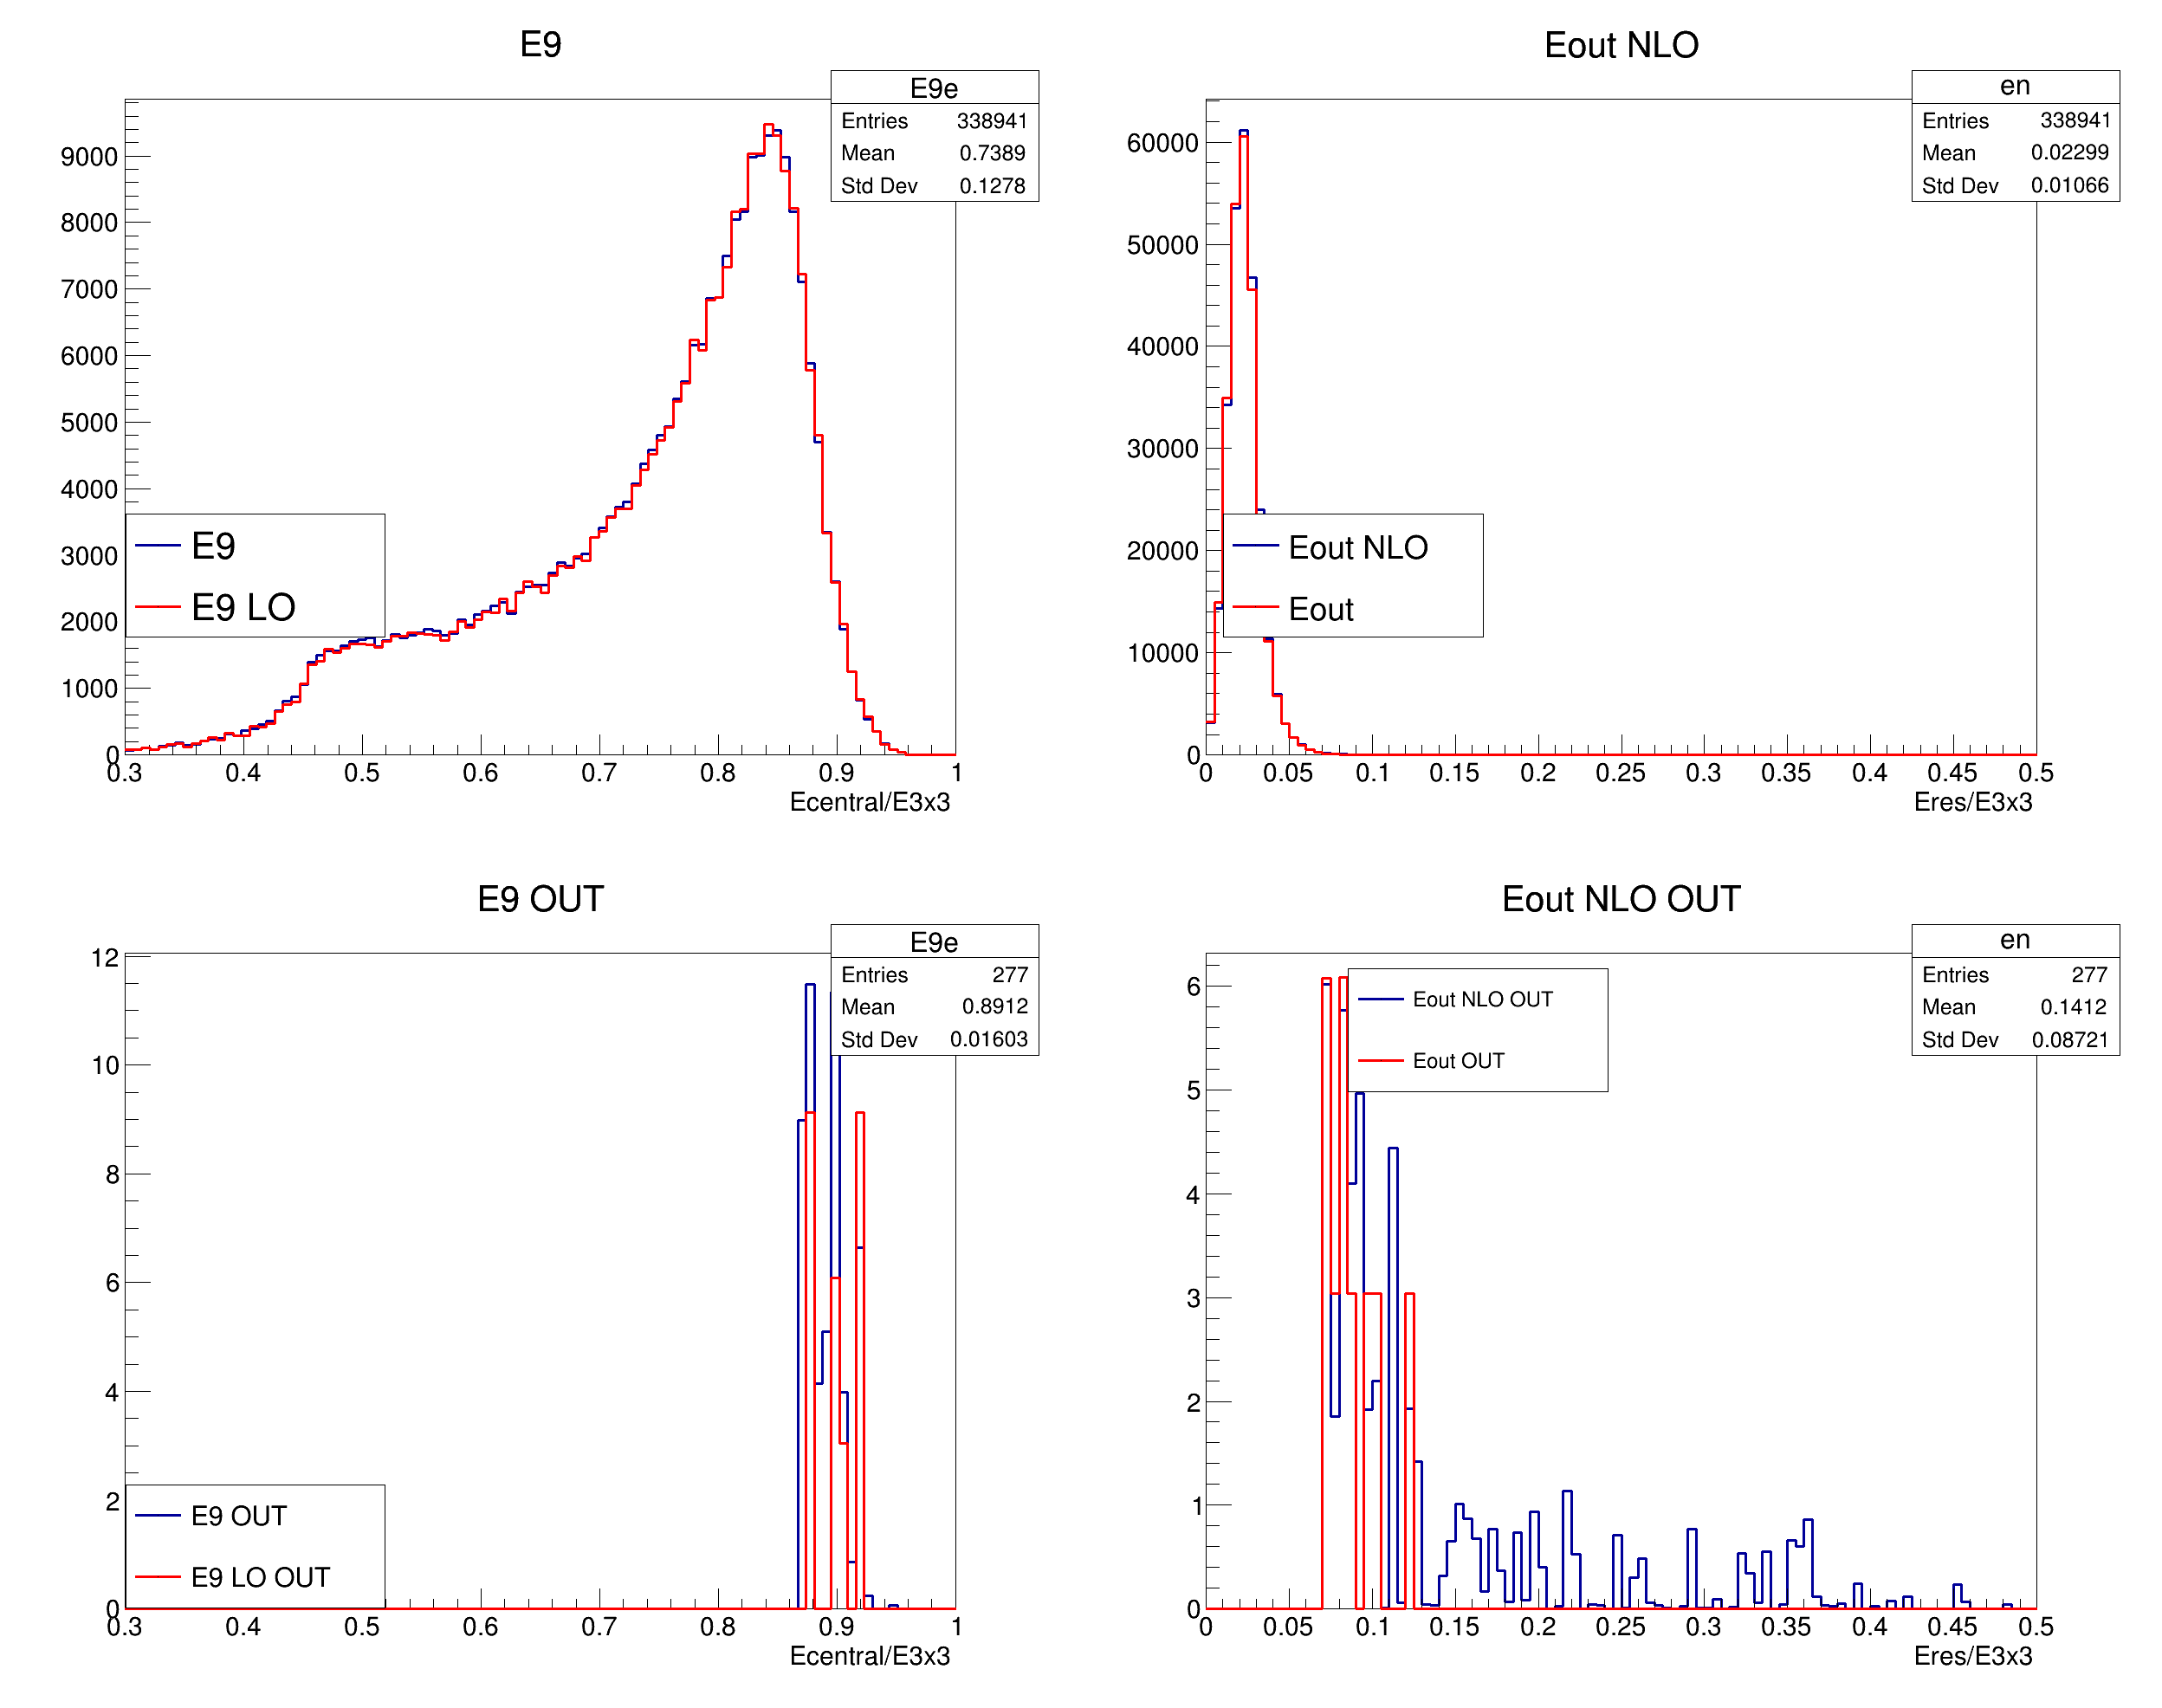 E9
E9e
Entries 338941
Mean 0.7389
Std Dev 0.1278
9000
8000
7000
6000
5000
4000
3000
2000
1000
0
E9
E9 LO
0.3 0.4 0.5 0.6 0.7 0.8 0.9 1
Ecentral/E3x3
Eout NLO
en
Entries 338941
Mean 0.02299
Std Dev 0.01066
60000
50000
40000
30000
20000
10000
0
Eout NLO
Eout
0 0.05 0.1 0.15 0.2 0.25 0.3 0.35 0.4 0.45 0.5
Eres/E3x3
E9 OUT
E9e
Entries 277
Mean 0.8912
Std Dev 0.01603
12
10
8
6
4
2
0
E9 OUT
E9 LO OUT
0.3 0.4 0.5 0.6 0.7 0.8 0.9 1
Ecentral/E3x3
Eout NLO OUT
en
Entries 277
Mean 0.1412
Std Dev 0.08721
6
5
4
3
2
1
0
Eout NLO OUT
Eout OUT
0 0.05 0.1 0.15 0.2 0.25 0.3 0.35 0.4 0.45 0.5
Eres/E3x3